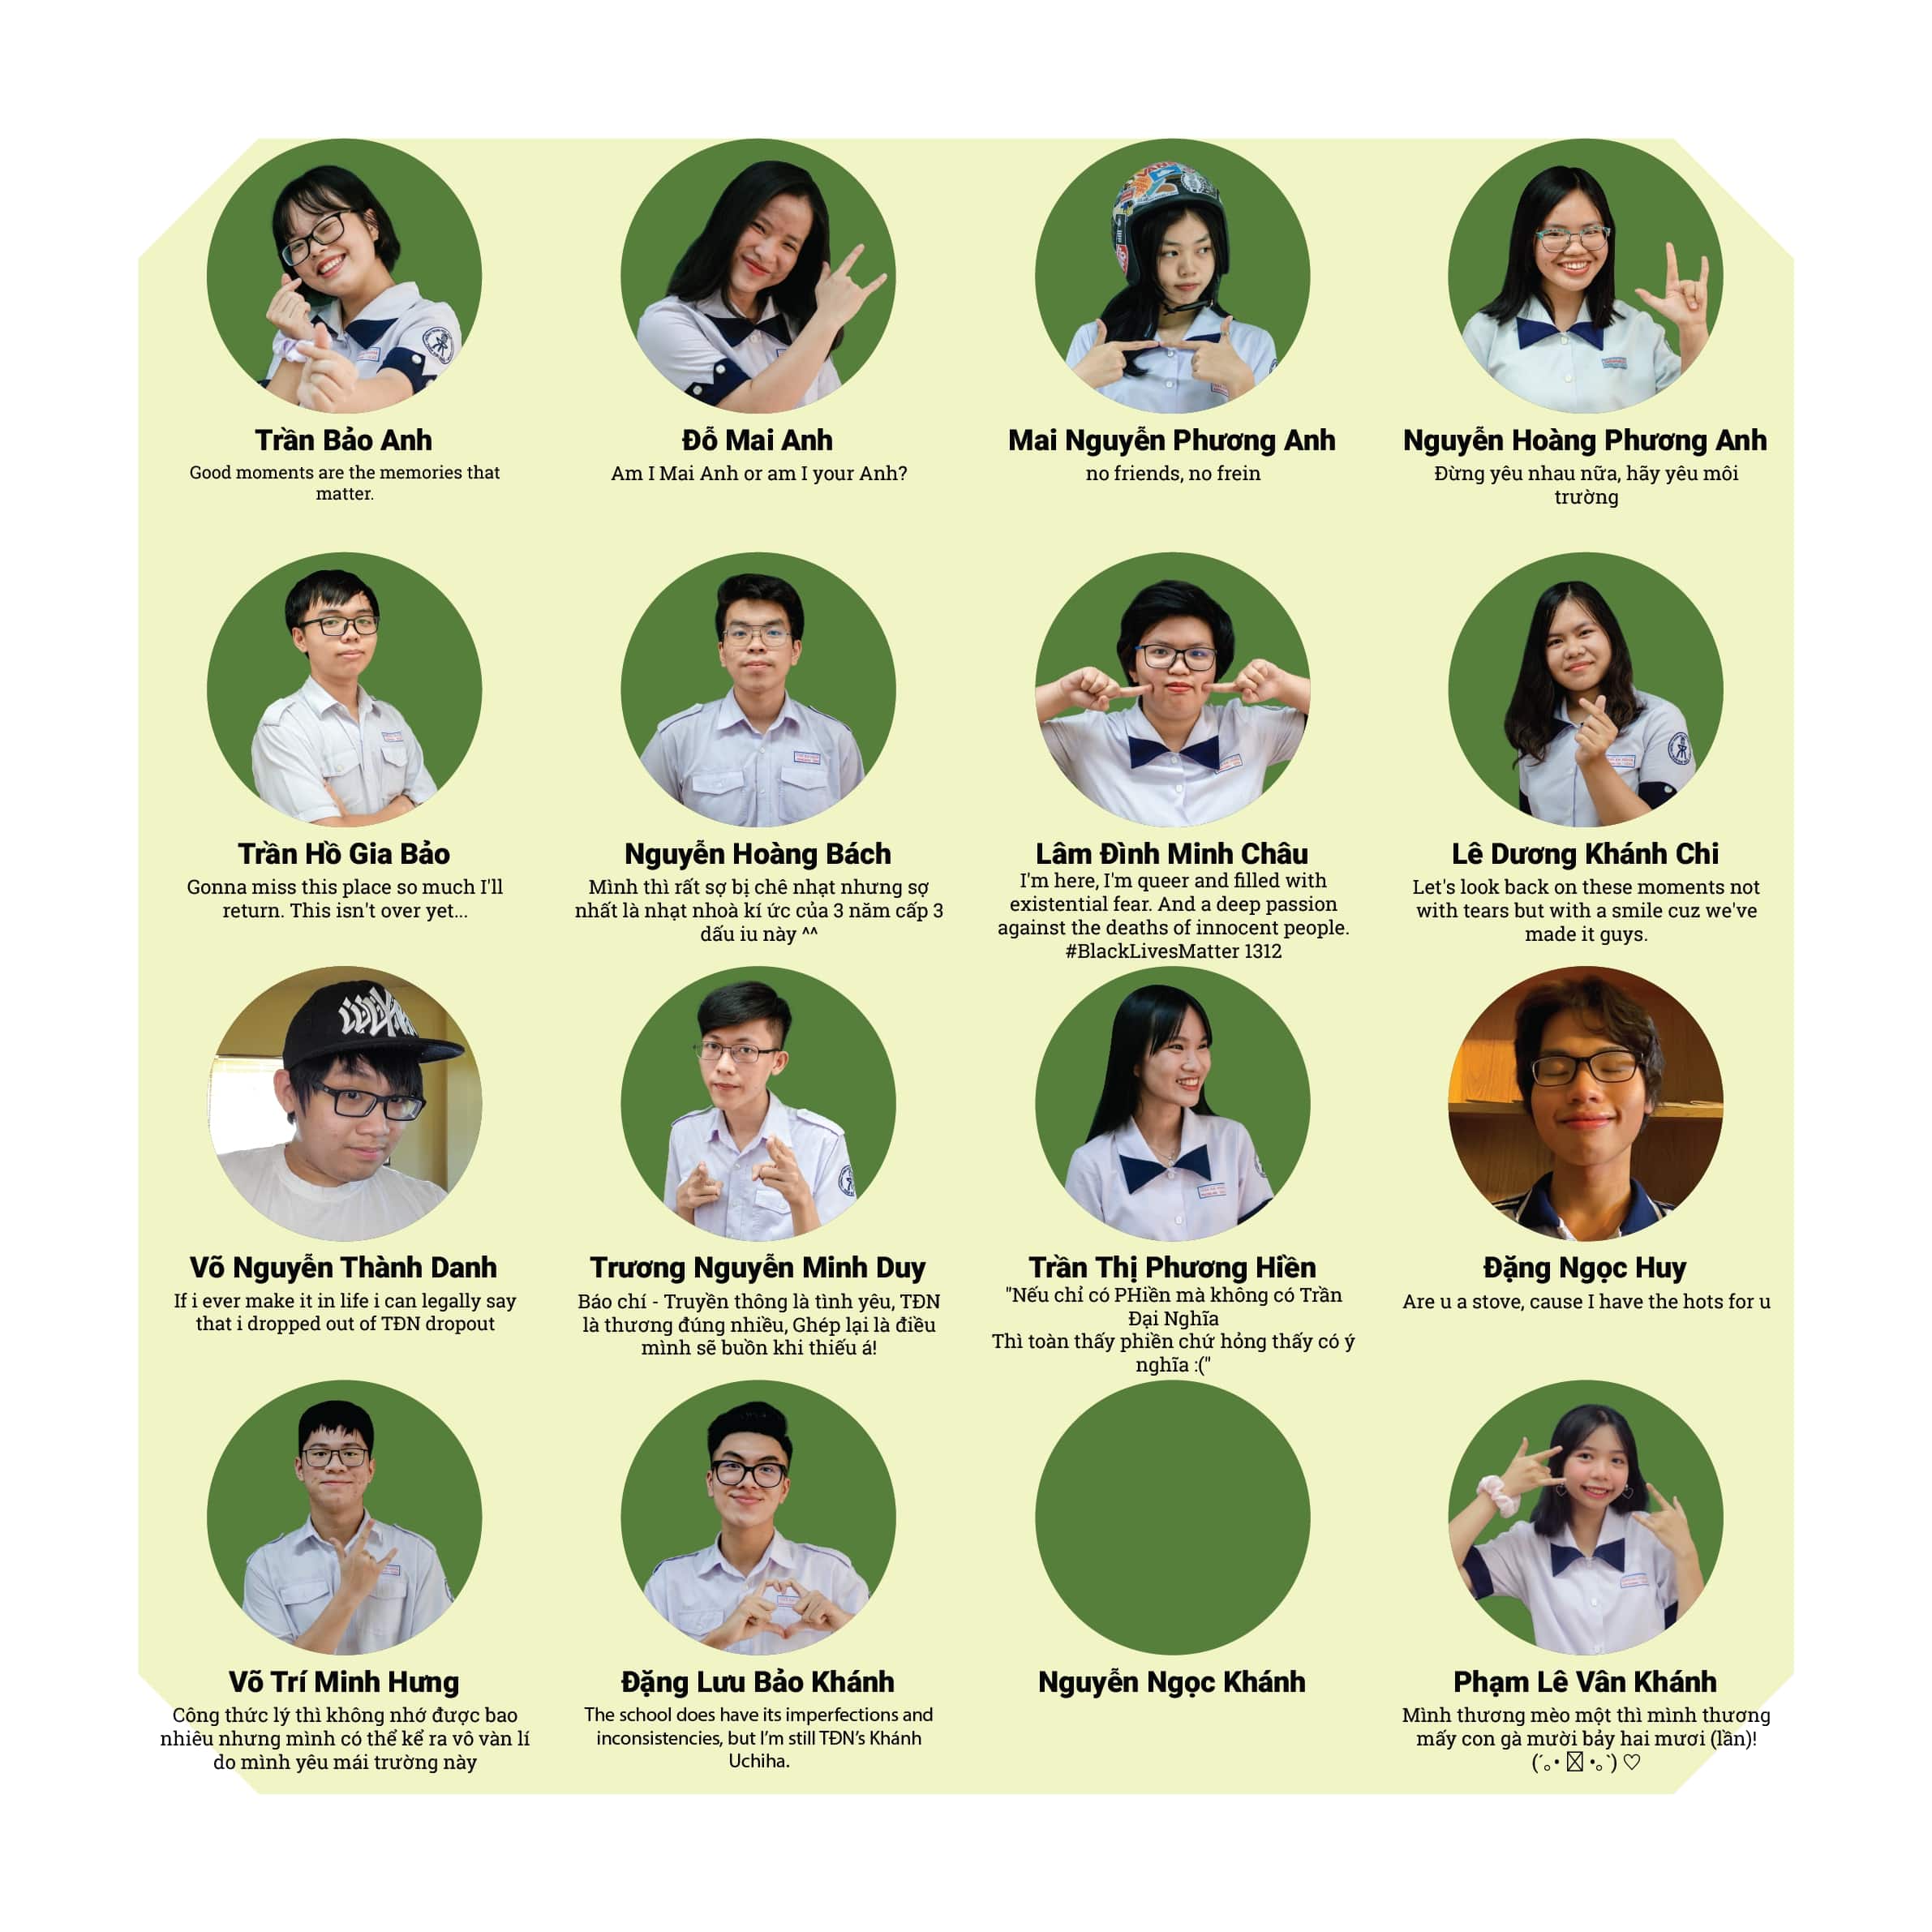 Trần Bảo Anh
Good moments are the memories that
matter.
Đỗ Mai Anh
Am I Mai Anh or am I your Anh?
Mai Nguyễn Phương Anh
no friends, no frein
Nguyễn Hoàng Phương Anh
Đừng yêu nhau nữa, hãy yêu môi
trường
Trần Hồ Gia Bảo
Gonna miss this place so much I'll
return. This isn't over yet...
Nguyễn Hoàng Bách
Mình thì rất sợ bị chê nhạt nhưng sợ
nhất là nhạt nhoà kí ức của 3 năm cấp 3
dấu iu này ^^
Lâm Đình Minh Châu
I'm here, I'm queer and filled with
existential fear. And a deep passion
against the deaths of innocent people.
#BlackLivesMatter 1312
Lê Dương Khánh Chi
Let's look back on these moments not
with tears but with a smile cuz we've
made it guys.
Võ Nguyễn Thành Danh
If i ever make it in life i can legally say
that i dropped out of TĐN dropout
Trương Nguyễn Minh Duy
Báo chí - Truyền thông là tình yêu, TĐN
là thương đúng nhiều, Ghép lại là điều
mình sẽ buồn khi thiếu á!
Trần Thị Phương Hiền
"Nếu chỉ có PHiền mà không có Trần
Đại Nghĩa
Thì toàn thấy phiền chứ hỏng thấy có ý
nghĩa :("
Đặng Ngọc Huy
Are u a stove, cause I have the hots for u
Võ Trí Minh Hưng
Công thức lý thì không nhớ được bao
nhiêu nhưng mình có thể kể ra vô vàn lí
do mình yêu mái trường này
Đặng Lưu Bảo Khánh
The school does have its imperfections and
inconsistencies, but I’m still TĐN’s Khánh
Uchiha.
Nguyễn Ngọc Khánh
Phạm Lê Vân Khánh
Mình thương mèo một thì mình thương
mấy con gà mười bảy hai mươi (lần)!
(´｡• 〿 •｡`) ♡